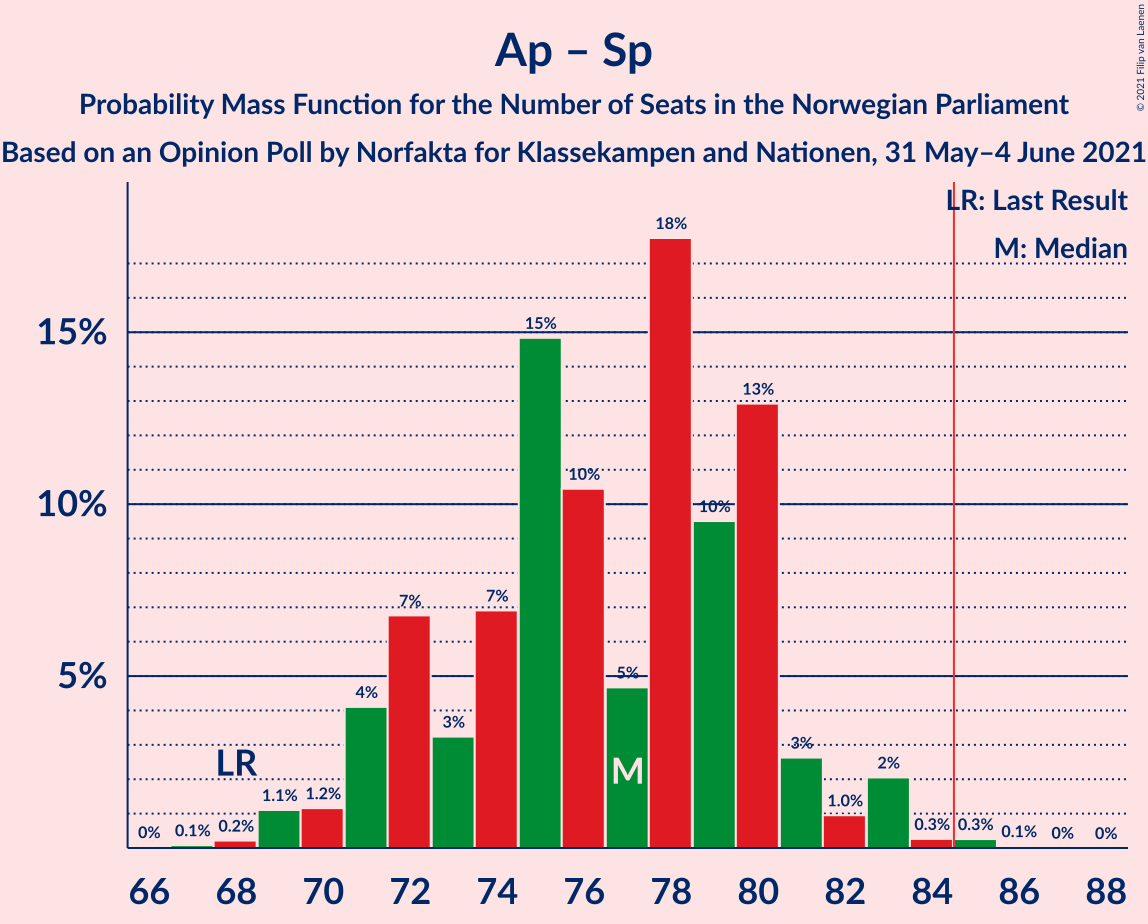 Ap – Sp
Probability Mass Function for the Number of Seats in the Norwegian Parliament
Based on an Opinion Poll by Norfakta for Klassekampen and Nationen, 31 May–4 June 2021
© 2021 Filip van Laenen
LR: Last Result
M: Median
15%
10%
5%
0%
0.1%
0.2%
1.1%
1.2%
4%
7%
3%
7%
15%
10%
5%
18%
10%
13%
3%
1.0%
2%
0.3%
0.3%
0.1%
0%
0%
LR
M
66 68 70 72 74 76 78 80 82 84 86 88